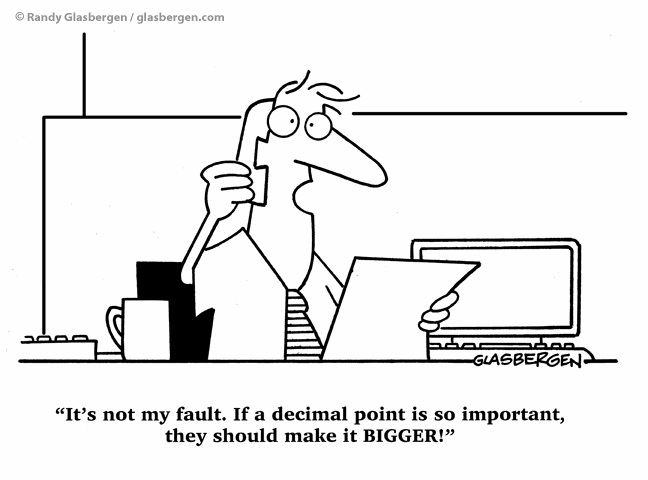 © Randy Glasbergen / glasbergen.com
GLASBERGEN
“It’s not my fault. If a decimal point is so important,
they should make it BIGGER!”